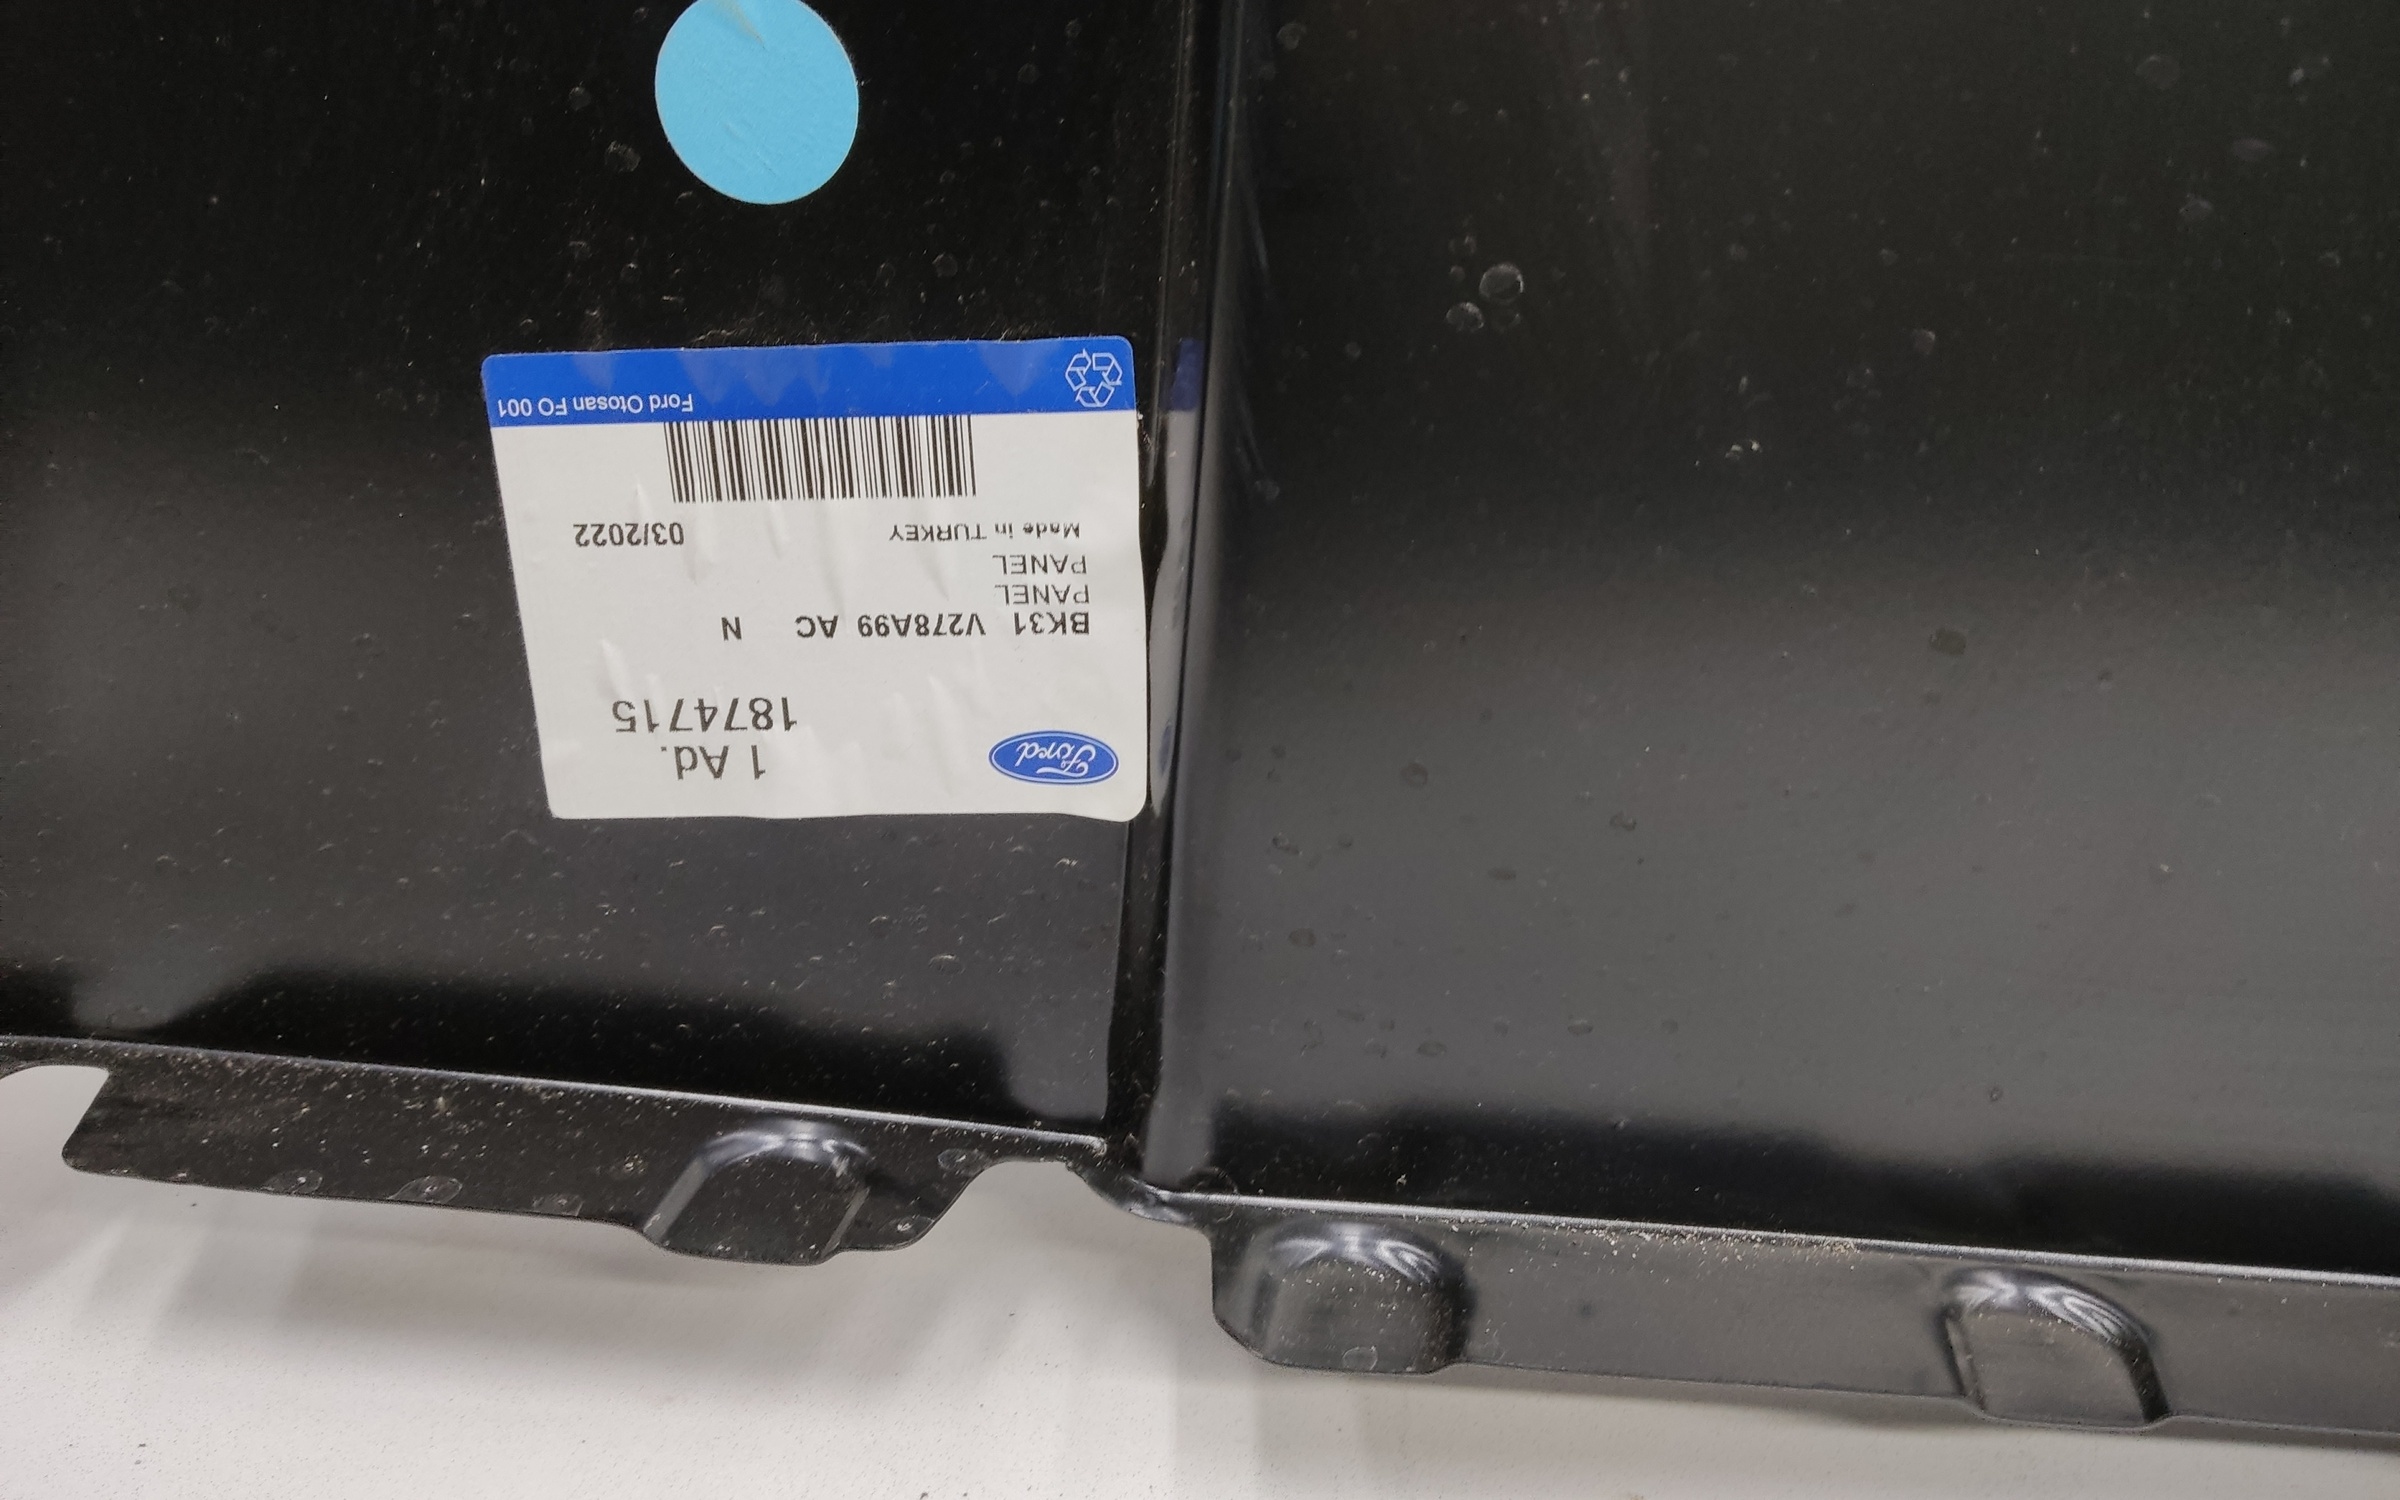 Ford
1 Ad.
1874715
BK31 V278A99 AC N
PANEL
PANEL
Made in TURKEY 03/2022
Ford Otosan FO 001